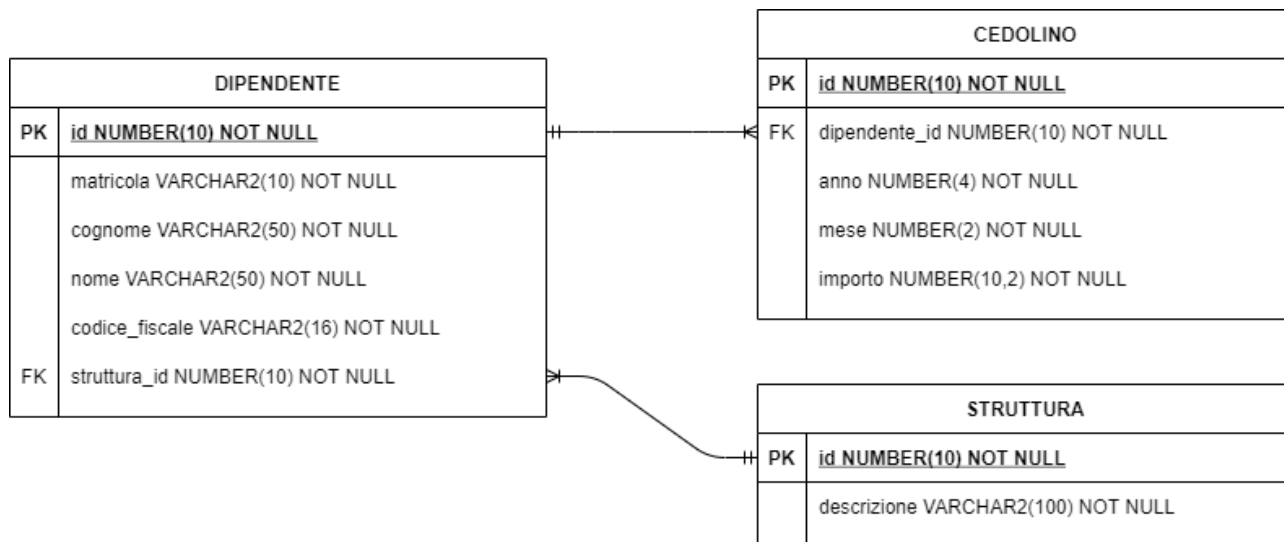 DIPENDENTE
PK id NUMBER(10) NOT NULL
matricola VARCHAR2(10) NOT NULL
cognome VARCHAR2(50) NOT NULL
nome VARCHAR2(50) NOT NULL
codice_fiscale VARCHAR2(16) NOT NULL
FK struttura_id NUMBER(10) NOT NULL
CEDOLINO
PK id NUMBER(10) NOT NULL
FK dipendente_id NUMBER(10) NOT NULL
anno NUMBER(4) NOT NULL
mese NUMBER(2) NOT NULL
importo NUMBER(10,2) NOT NULL
STRUTTURA
PK id NUMBER(10) NOT NULL
descrizione VARCHAR2(100) NOT NULL